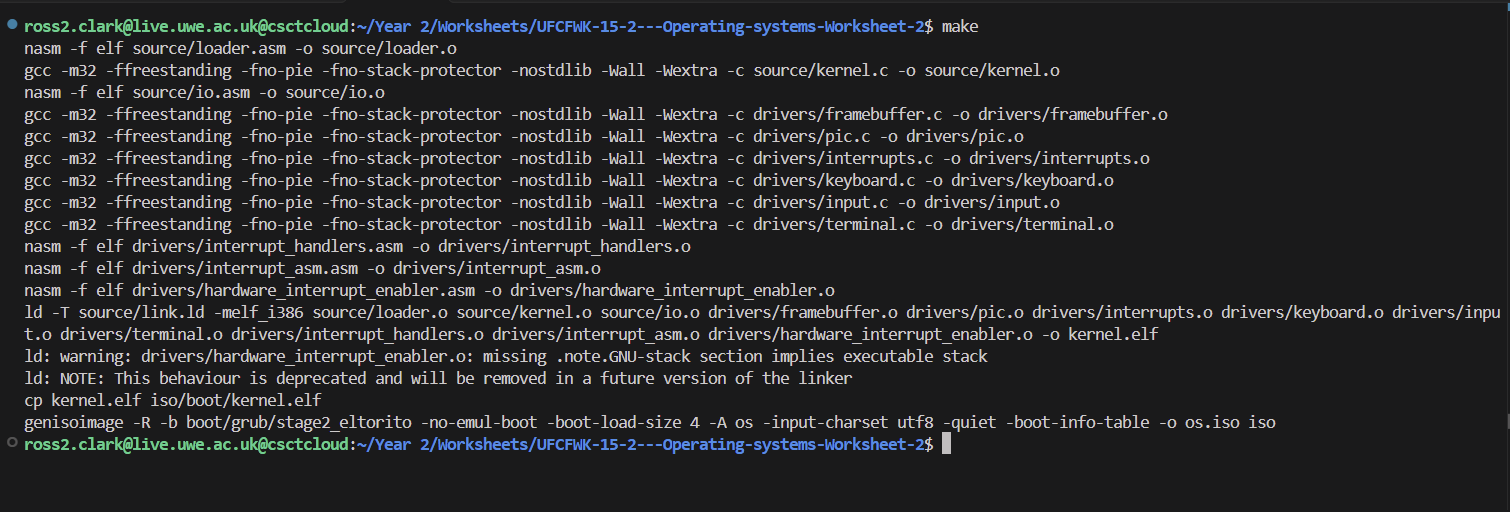 ross2.clark@live.uwe.ac.uk@csctcloud:~/Year 2/Worksheets/UFCFWK-15-2---Operating-systems-Worksheet-2$ make
nasm -f elf source/loader.asm -o source/loader.o
gcc -m32 -ffreestanding -fno-pie -fno-stack-protector -nostdlib -Wall -Wextra -c source/kernel.c -o source/kernel.o
nasm -f elf source/io.asm -o source/io.o
gcc -m32 -ffreestanding -fno-pie -fno-stack-protector -nostdlib -Wall -Wextra -c drivers/framebuffer.c -o drivers/framebuffer.o
gcc -m32 -ffreestanding -fno-pie -fno-stack-protector -nostdlib -Wall -Wextra -c drivers/pic.c -o drivers/pic.o
gcc -m32 -ffreestanding -fno-pie -fno-stack-protector -nostdlib -Wall -Wextra -c drivers/interrupts.c -o drivers/interrupts.o
gcc -m32 -ffreestanding -fno-pie -fno-stack-protector -nostdlib -Wall -Wextra -c drivers/keyboard.c -o drivers/keyboard.o
gcc -m32 -ffreestanding -fno-pie -fno-stack-protector -nostdlib -Wall -Wextra -c drivers/input.c -o drivers/input.o
gcc -m32 -ffreestanding -fno-pie -fno-stack-protector -nostdlib -Wall -Wextra -c drivers/terminal.c -o drivers/terminal.o
nasm -f elf drivers/interrupt_handlers.asm -o drivers/interrupt_handlers.o
nasm -f elf drivers/interrupt_asm.asm -o drivers/interrupt_asm.o
nasm -f elf drivers/hardware_interrupt_enabler.asm -o drivers/hardware_interrupt_enabler.o
ld -T source/link.ld -melf_i386 source/loader.o source/kernel.o source/io.o drivers/framebuffer.o drivers/pic.o drivers/interrupts.o drivers/keyboard.o drivers/inpu
t.o drivers/terminal.o drivers/interrupt_handlers.o drivers/interrupt_asm.o drivers/hardware_interrupt_enabler.o -o kernel.elf
ld: warning: drivers/hardware_interrupt_enabler.o: missing .note.GNU-stack section implies executable stack
ld: NOTE: This behaviour is deprecated and will be removed in a future version of the linker
cp kernel.elf iso/boot/kernel.elf
genisoimage -R -b boot/grub/stage2_eltorito -no-emul-boot -boot-load-size 4 -A os -input-charset utf8 -quiet -boot-info-table -o os.iso iso
ross2.clark@live.uwe.ac.uk@csctcloud:~/Year 2/Worksheets/UFCFWK-15-2---Operating-systems-Worksheet-2$